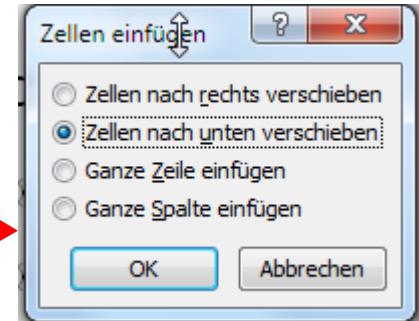 Zellen einfügen
Zellen nach rechts verschieben
Zellen nach unten verschieben
Ganze Zeile einfügen
Ganze Spalte einfügen
OK Abbrechen